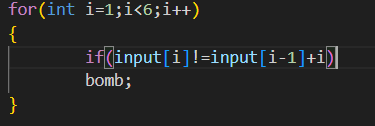 for(int i=1;i<6;i++)
{
if(input[i]!=input[i-1]+i)
bomb;
}